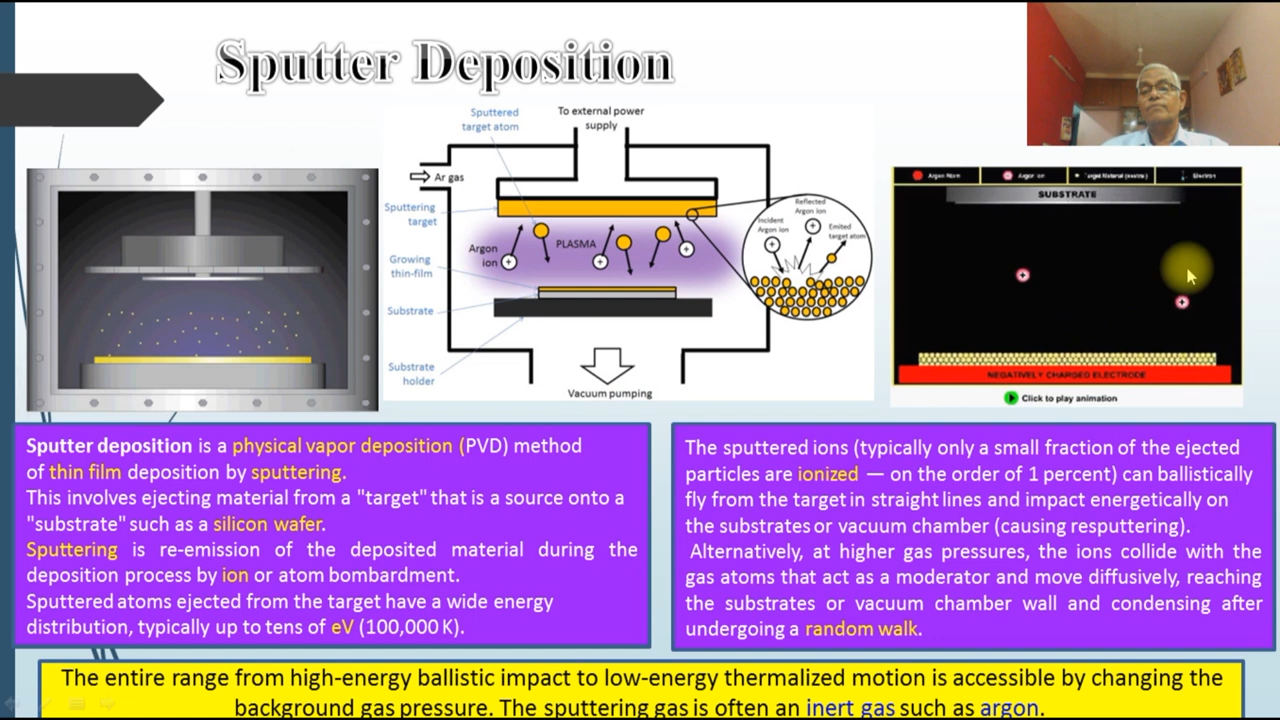 Sputter Deposition
Sputtered
target atom
To external power
supply
Ar gas
Sputtering
target
Argon
ion
PLASMA
Growing
thin-film
Substrate
Substrate
holder
Vacuum pumping
Incident
Argon ion
Reflected
Argon Ion
Emited
target atom
Argon Atom
Argon Ion
Target Material (neutral)
Electron
SUBSTRATE
NEGATIVELY CHARGED ELECTRODE
Click to play animation
Sputter deposition is a physical vapor deposition (PVD) method
of thin film deposition by sputtering.
This involves ejecting material from a "target" that is a source onto a
"substrate" such as a silicon wafer.
Sputtering is re-emission of the deposited material during the
deposition process by ion or atom bombardment.
Sputtered atoms ejected from the target have a wide energy
distribution, typically up to tens of eV (100,000 K).
The sputtered ions (typically only a small fraction of the ejected
particles are ionized — on the order of 1 percent) can ballistically
fly from the target in straight lines and impact energetically on
the substrates or vacuum chamber (causing resputtering).
Alternatively, at higher gas pressures, the ions collide with the
gas atoms that act as a moderator and move diffusively, reaching
the substrates or vacuum chamber wall and condensing after
undergoing a random walk.
The entire range from high-energy ballistic impact to low-energy thermalized motion is accessible by changing the
background gas pressure. The sputtering gas is often an inert gas such as argon.